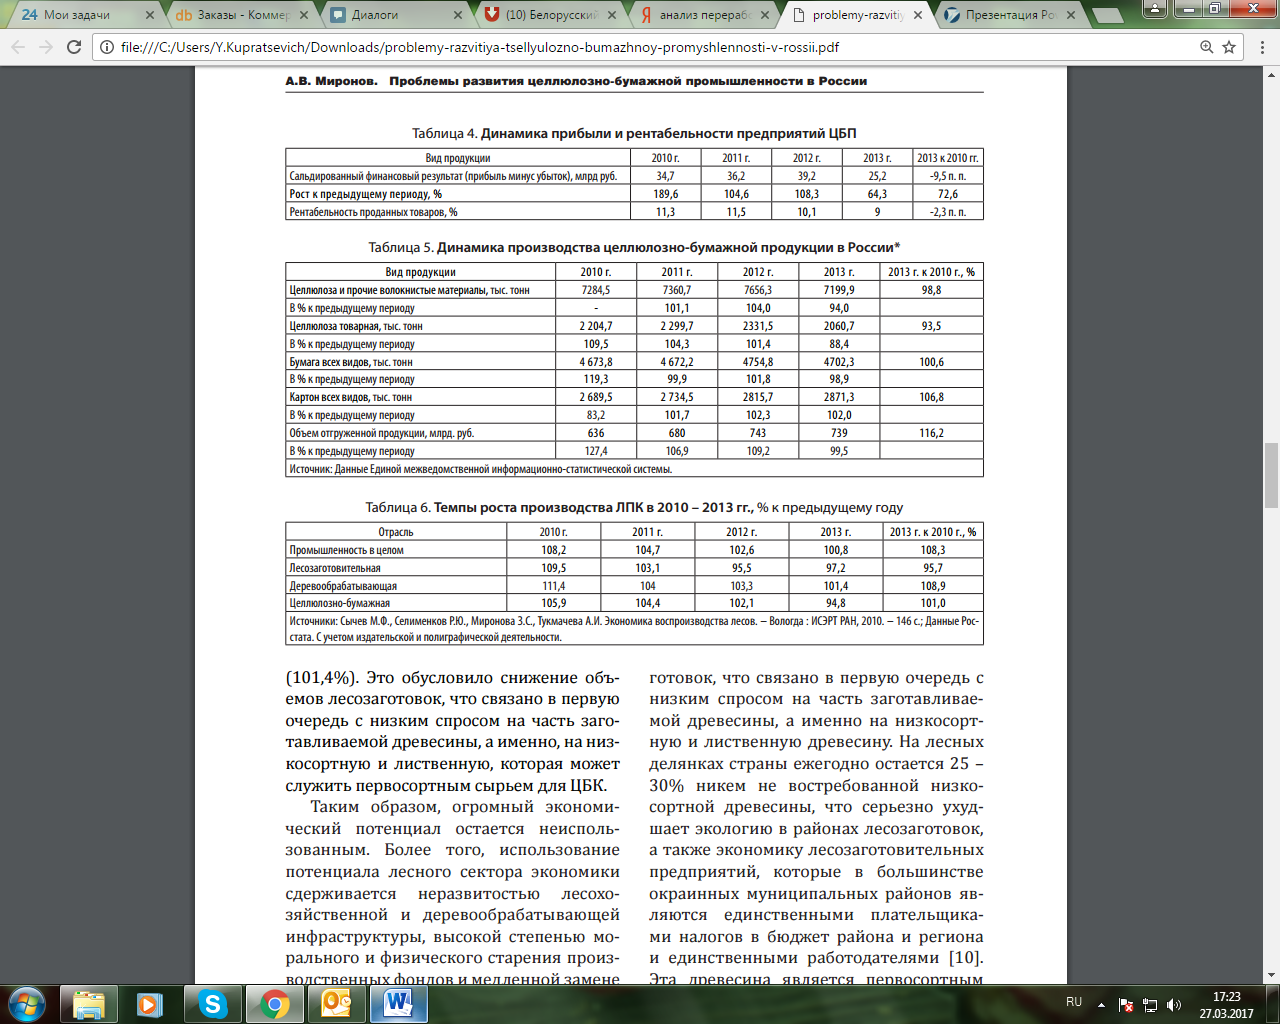 Мои задачи
Заказы - Коммер
Диалоги
(10) Белорусский
анализ перерабо
problemy-razvitiy
Презентация Pow
file:///C:/Users/Y.Kupratsevich/Downloads/problemy-razvitiya-tsellyulozno-bumazhnoy-promyshlennosti-v-rossii.pdf
А.В. Миронов. Проблемы развития целлюлозно-бумажной промышленности в России
Таблица 4. Динамика прибыли и рентабельности предприятий ЦБП
Вид продукции 2010 г. 2011 г. 2012 г. 2013 г. 2013 к 2010 гг.
Сальдированный финансовый результат (прибыль минус убыток), млрд руб. 34,7 36,2 39,2 25,2 -9,5 п. п.
Рост к предыдущему периоду, % 189,6 104,6 108,3 64,3 72,6
Рентабельность проданных товаров, % 11,3 11,5 10,1 9 -2,3 п. п.
Таблица 5. Динамика производства целлюлозно-бумажной продукции в России*
Вид продукции 2010 г. 2011 г. 2012 г. 2013 г. 2013 г. к 2010 г., %
Целлюлоза и прочие волокнистые материалы, тыс. тонн 7284,5 7360,7 7656,3 7199,9 98,8
В % к предыдущему периоду - 101,1 104,0 94,0
Целлюлоза товарная, тыс. тонн 2 204,7 2 299,7 2331,5 2060,7 93,5
В % к предыдущему периоду 109,5 104,3 101,4 88,4
Бумага всех видов, тыс. тонн 4 673,8 4 672,2 4754,8 4702,3 100,6
В % к предыдущему периоду 119,3 99,9 101,8 98,9
Картон всех видов, тыс. тонн 2 689,5 2 734,5 2815,7 2871,3 106,8
В % к предыдущему периоду 83,2 101,7 102,3 102,0
Объем отгруженной продукции, млрд. руб. 636 680 743 739 116,2
В % к предыдущему периоду 127,4 106,9 109,2 99,5
Источник: Данные Единой межведомственной информационно-статистической системы.
Таблица 6. Темпы роста производства ЛПК в 2010 – 2013 гг., % к предыдущему году
Отрасль 2010 г. 2011 г. 2012 г. 2013 г. 2013 г. к 2010 г., %
Промышленность в целом 108,2 104,7 102,6 100,8 108,3
Лесозаготовительная 109,5 103,1 95,5 97,2 95,7
Деревообрабатывающая 111,4 104 103,3 101,4 108,9
Целлюлозно-бумажная 105,9 104,4 102,1 94,8 101,0
Источники: Сычев М.Ф., Селименков Р.Ю., Миронова З.С., Тукмачева А.И. Экономика воспроизводства лесов. – Вологда : ИСЭРТ РАН, 2010. – 146 с.; Данные Рос-
стата. С учетом издательской и полиграфической деятельности.
(101,4%). Это обусловило снижение объ-
емов лесозаготовок, что связано в первую
очередь с низким спросом на часть заго-
тавливаемой древесины, а именно, на низ-
косортную и лиственную, которая может
служить первосортным сырьем для ЦБК.
Таким образом, огромный экономи-
ческий потенциал остается неисполь-
зованным. Более того, использование
потенциала лесного сектора экономики
сдерживается неразвитостью лесохо-
зяйственной и деревообрабатывающей
инфраструктуры, высокой степенью мо-
рального и физического старения произ-
водственных фондов и медленной замене
готовок, что связано в первую очередь с
низким спросом на часть заготавливае-
мой древесины, а именно на низкосорт-
ную и лиственную древесину. На лесных
делянках страны ежегодно остается 25 –
30% никем не востребованной низко-
сортной древесины, что серьезно ухуд-
шает экологию в районах лесозаготовок,
а также экономику лесозаготовительных
предприятий, которые в большинстве
окраинных муниципальных районов яв-
ляются единственными плательщика-
ми налогов в бюджет района и региона
и единственными работодателями [10].
Эта древесина является первосортным
RU
17:23
27.03.2017